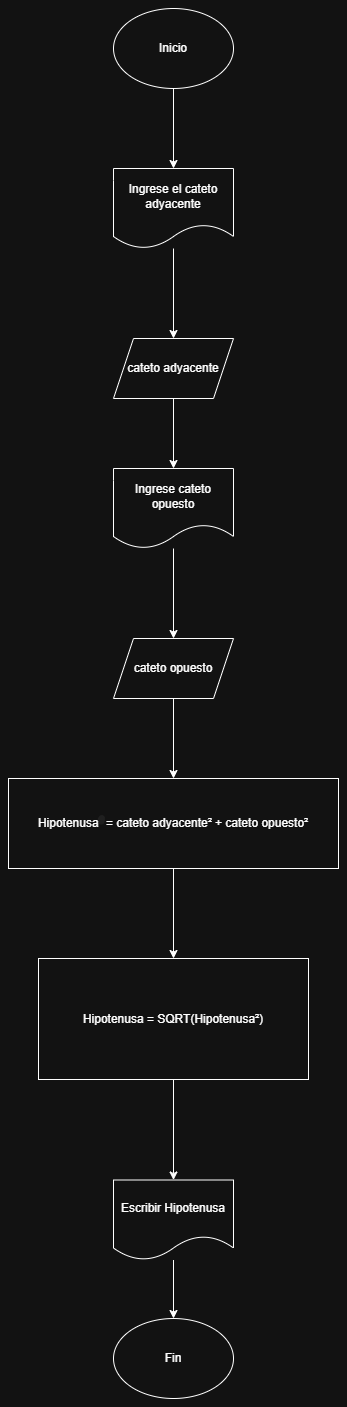 Inicio
Ingrese el cateto
adyacente
cateto adyacente
Ingrese cateto
opuesto
cateto opuesto
Hipotenusa = cateto adyacente² + cateto opuesto²
Hipotenusa = SQRT(Hipotenusa²)
Escribir Hipotenusa
Fin